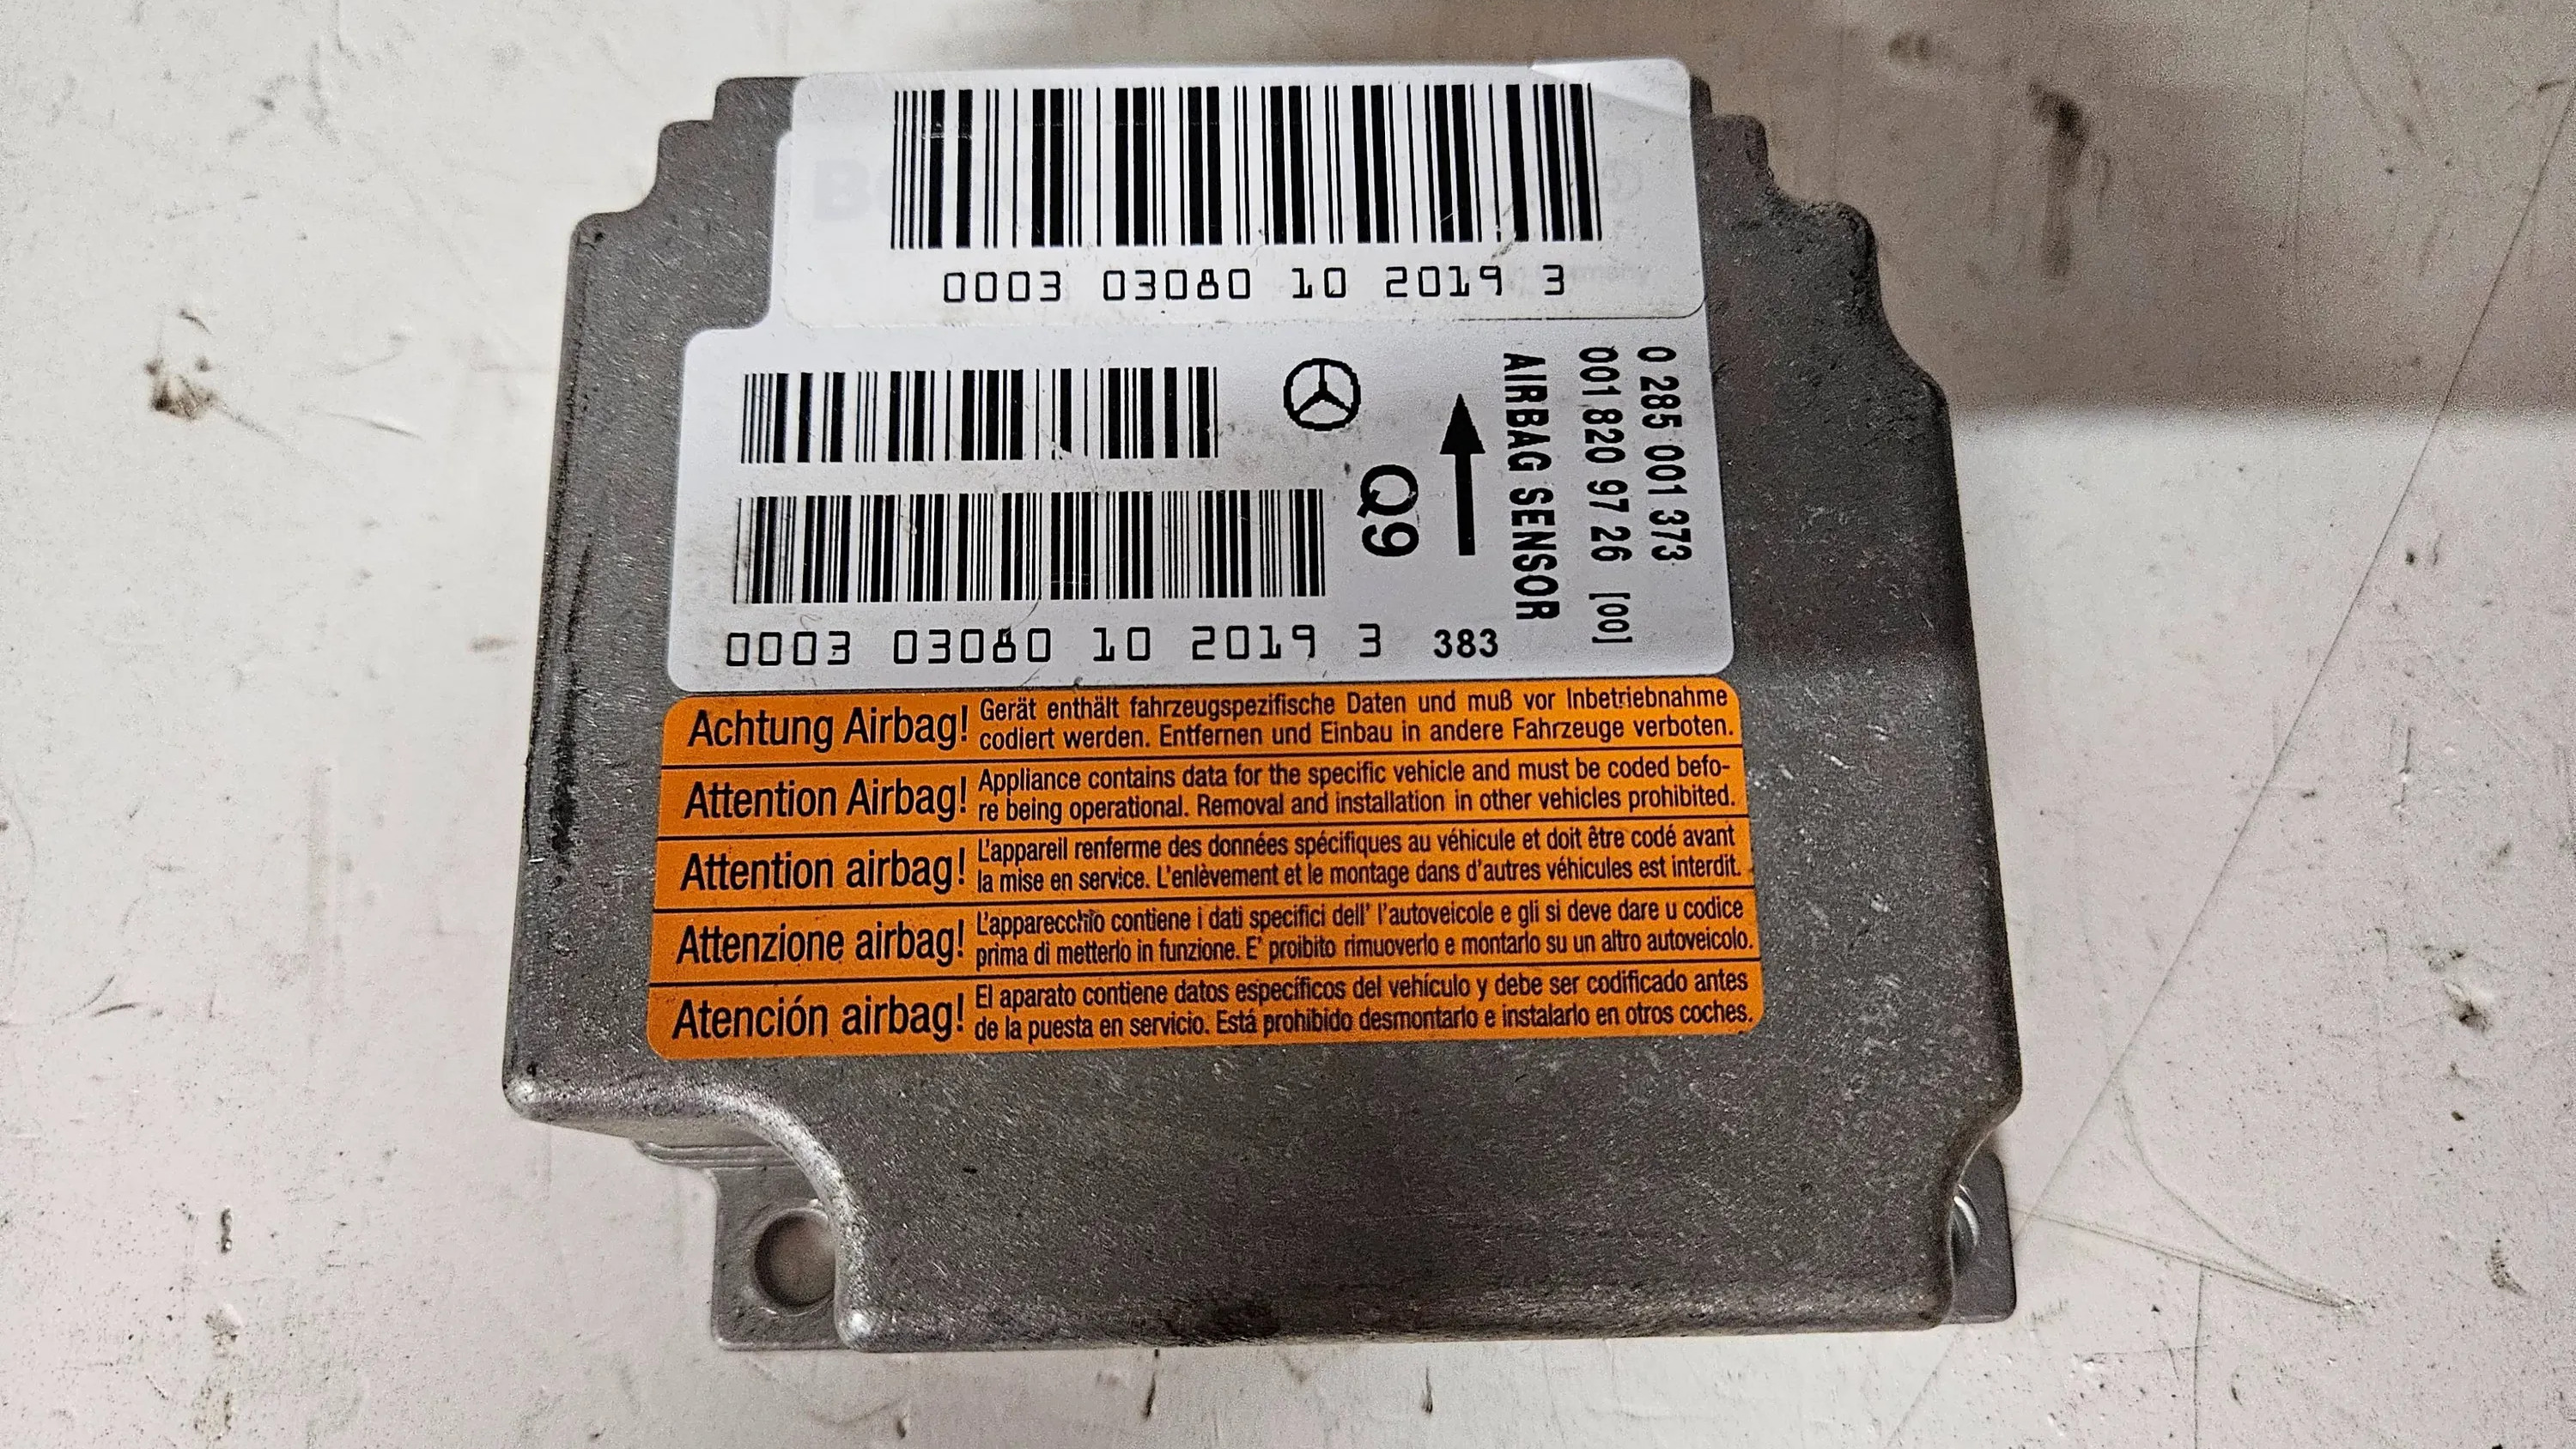 0003 03080 10 2019 3
0 285 001 373
001 820 97 26 [00]
AIRBAG SENSOR
Q9
0003 03080 10 2019 3 383
Achtung Airbag! Gerät enthält fahrzeugspezifische Daten und muß vor Inbetriebnahme
codiert werden. Entfernen und Einbau in andere Fahrzeuge verboten.
Attention Airbag! Appliance contains data for the specific vehicle and must be coded befo-
re being operational. Removal and installation in other vehicles prohibited.
Attention airbag! L'appareil renferme des données spécifiques au véhicule et doit être codé avant
la mise en service. L'enlèvement et le montage dans d'autres véhicules est interdit.
Attenzione airbag! L'apparecchio contiene i dati specifici dell' l'autoveicole e gli si deve dare u codice
prima di metterlo in funzione. E' proibito rimuoverlo e montarlo su un altro autoveicolo.
Atención airbag! El aparato contiene datos específicos del vehículo y debe ser codificado antes
de la puesta en servicio. Está prohibido desmontarlo e instalarlo en otros coches.